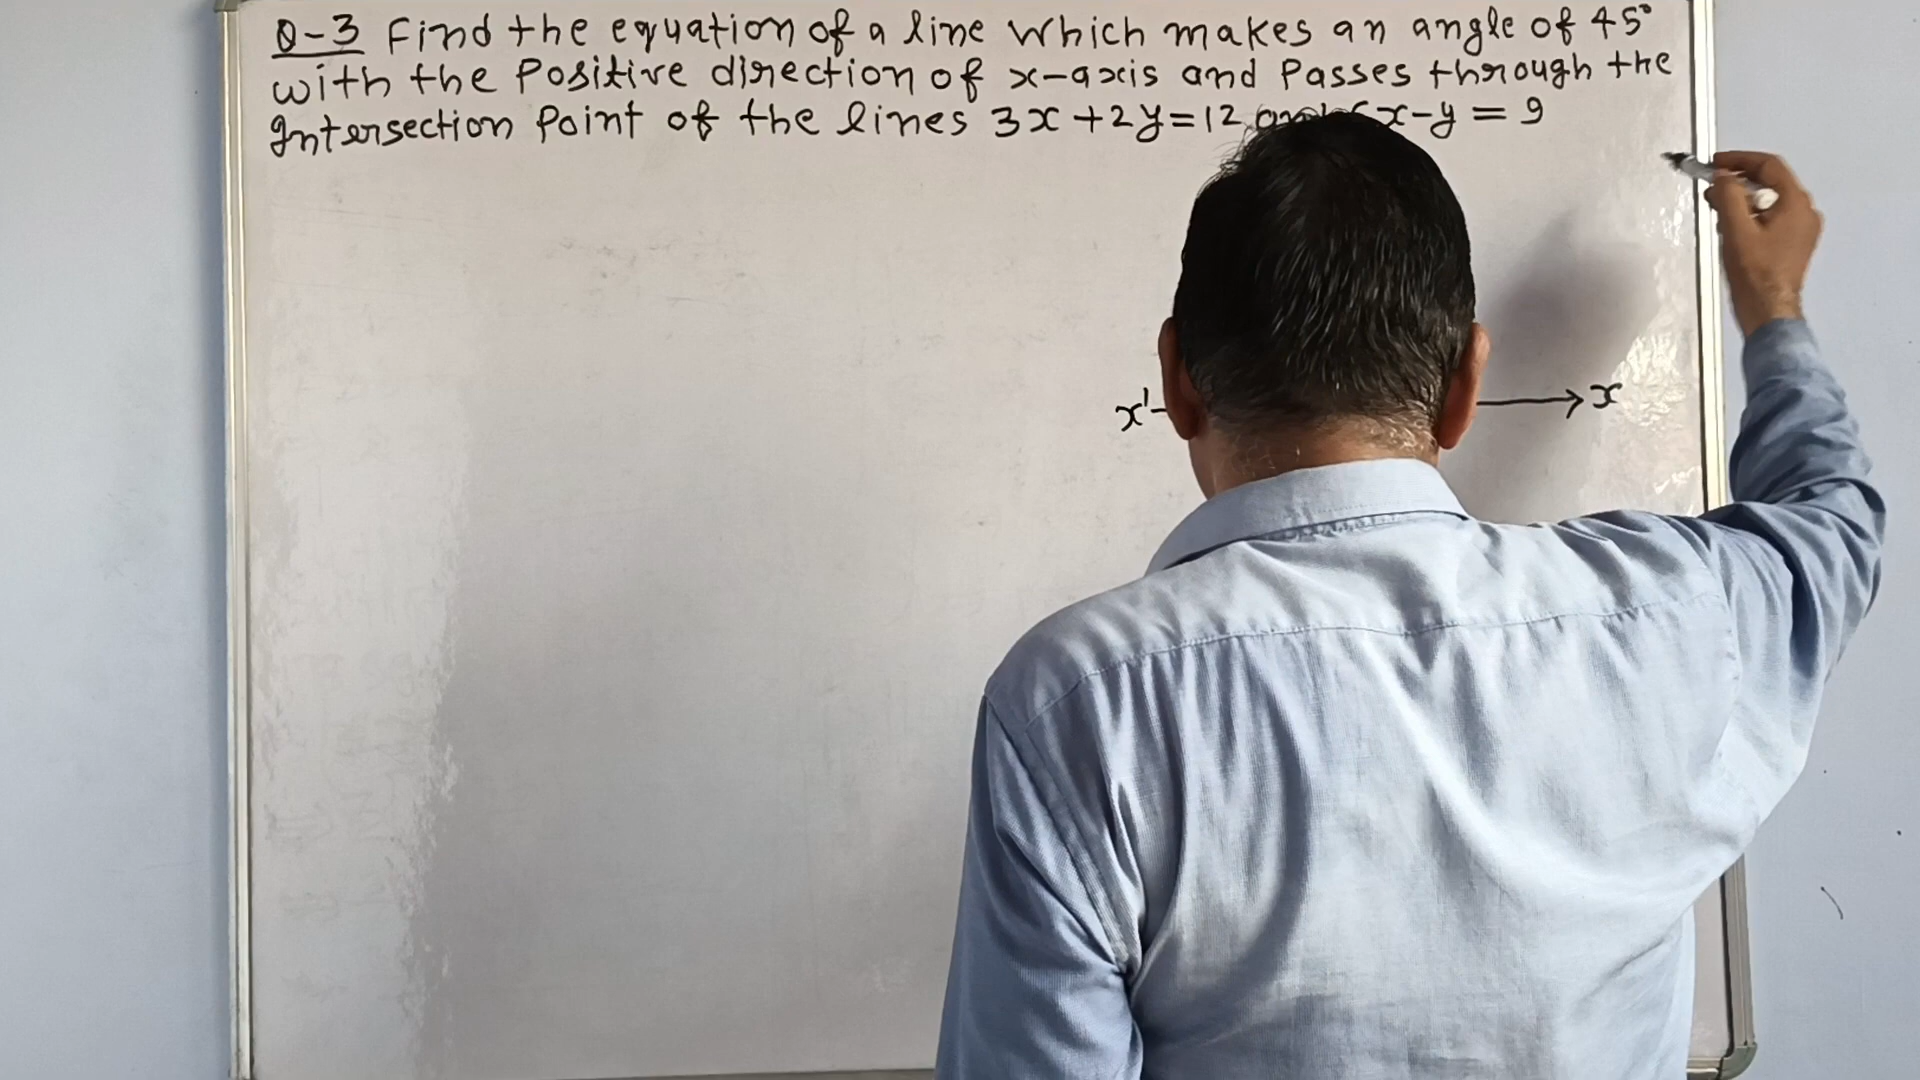 Q-3 Find the equation of a line which makes an angle of 45°
with the Positive direction of x-axis and Passes through the
Intersection Point of the lines 3x+2y=12 and x-y=9
x'
x